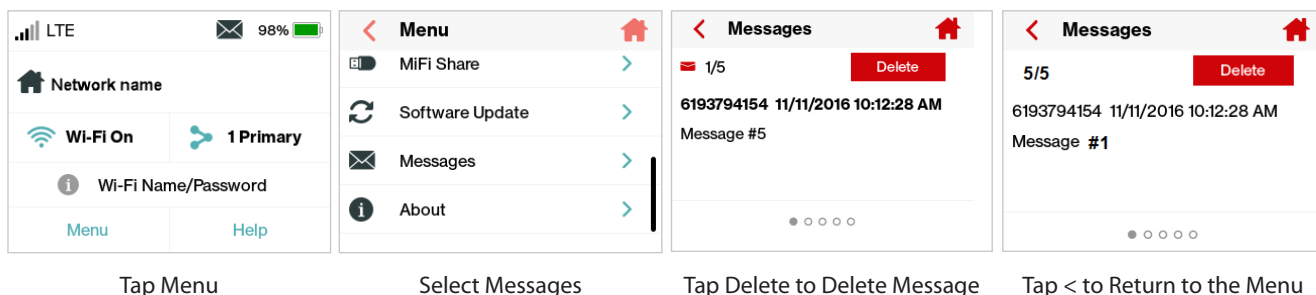 LTE 98%
Network name
Wi-Fi On 1 Primary
Wi-Fi Name/Password
Menu Help
Tap Menu
Menu
MiFi Share
Software Update
Messages
About
Select Messages
Messages
1/5 Delete
6193794154 11/11/2016 10:12:28 AM
Message #5
Tap Delete to Delete Message
Messages
5/5 Delete
6193794154 11/11/2016 10:12:28 AM
Message #1
Tap < to Return to the Menu